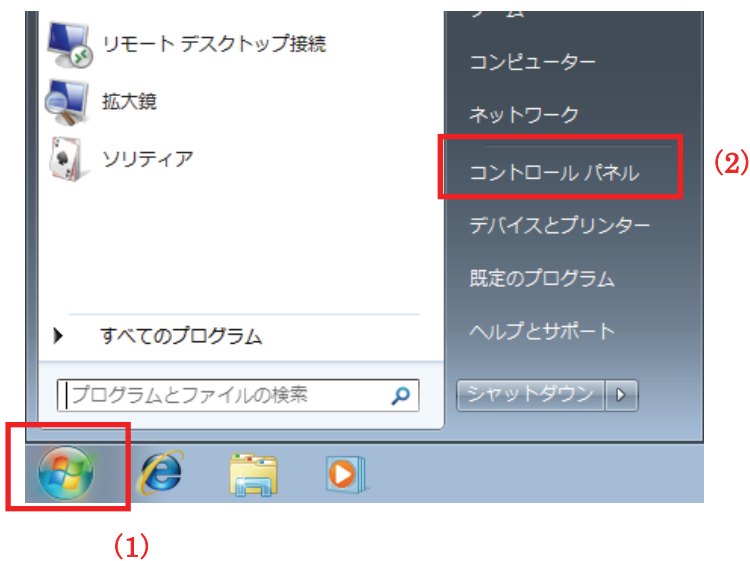 リモート デスクトップ接続
拡大鏡
ソリティア
すべてのプログラム
プログラムとファイルの検索
コンピューター
ネットワーク
コントロール パネル
デバイスとプリンター
既定のプログラム
ヘルプとサポート
シャットダウン
(2)
(1)